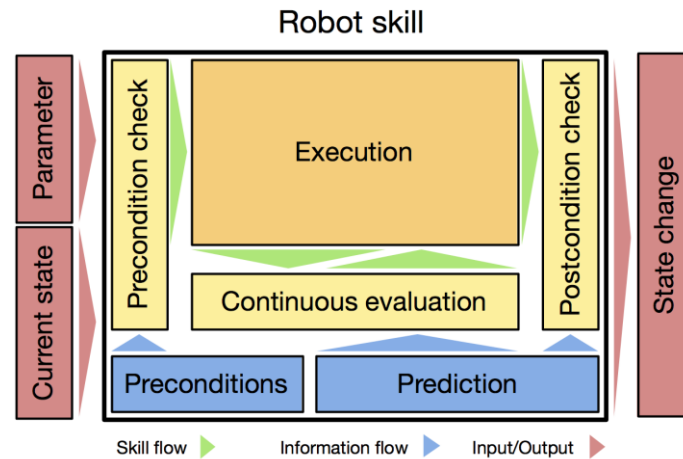 Robot skill
Parameter
Current state
Precondition check
Execution
Continuous evaluation
Postcondition check
State change
Preconditions
Prediction
Skill flow
Information flow
Input/Output